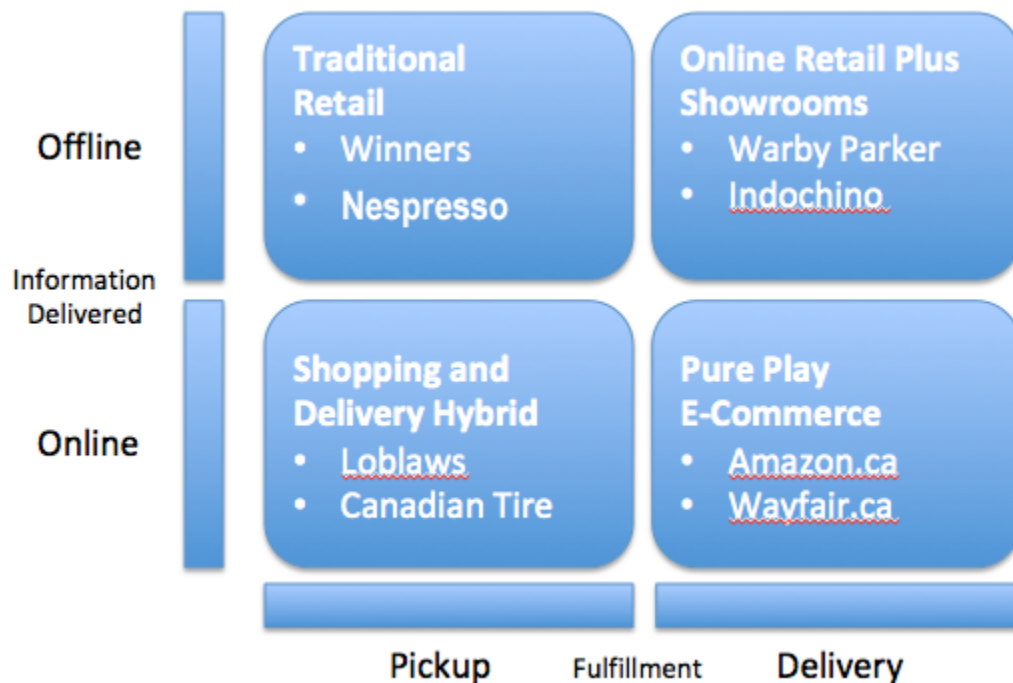 Traditional
Retail
• Winners
• Nespresso
Online Retail Plus
Showrooms
• Warby Parker
• Indochino
Offline
Information
Delivered
Shopping and
Delivery Hybrid
• Loblaws
• Canadian Tire
Pure Play
E-Commerce
• Amazon.ca
• Wayfair.ca
Online
Pickup
Fulfillment
Delivery